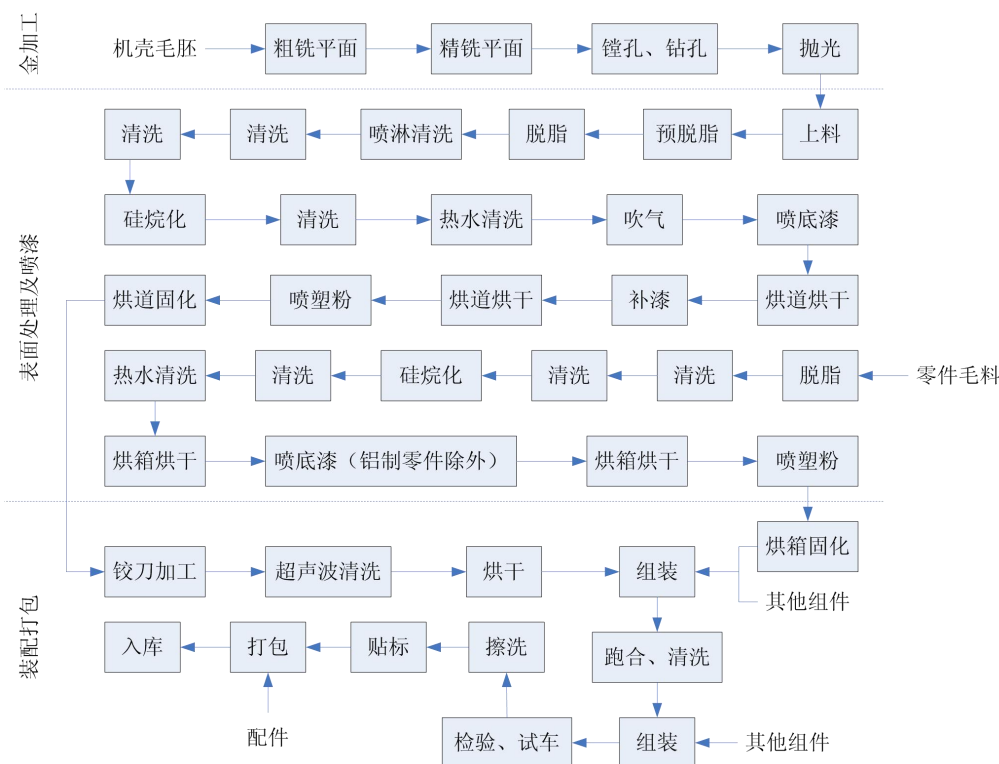 金加工
机壳毛胚
粗铣平面
精铣平面
镗孔、钻孔
抛光
表面处理及喷漆
上料
预脱脂
脱脂
喷淋清洗
清洗
清洗
硅烷化
清洗
热水清洗
吹气
喷底漆
烘道烘干
补漆
烘道烘干
喷塑粉
烘道固化
零件毛料
脱脂
清洗
清洗
硅烷化
清洗
热水清洗
烘箱烘干
喷底漆（铝制零件除外）
烘箱烘干
喷塑粉
烘箱固化
装配打包
铰刀加工
超声波清洗
烘干
组装
其他组件
跑合、清洗
组装
其他组件
检验、试车
擦洗
贴标
打包
配件
入库